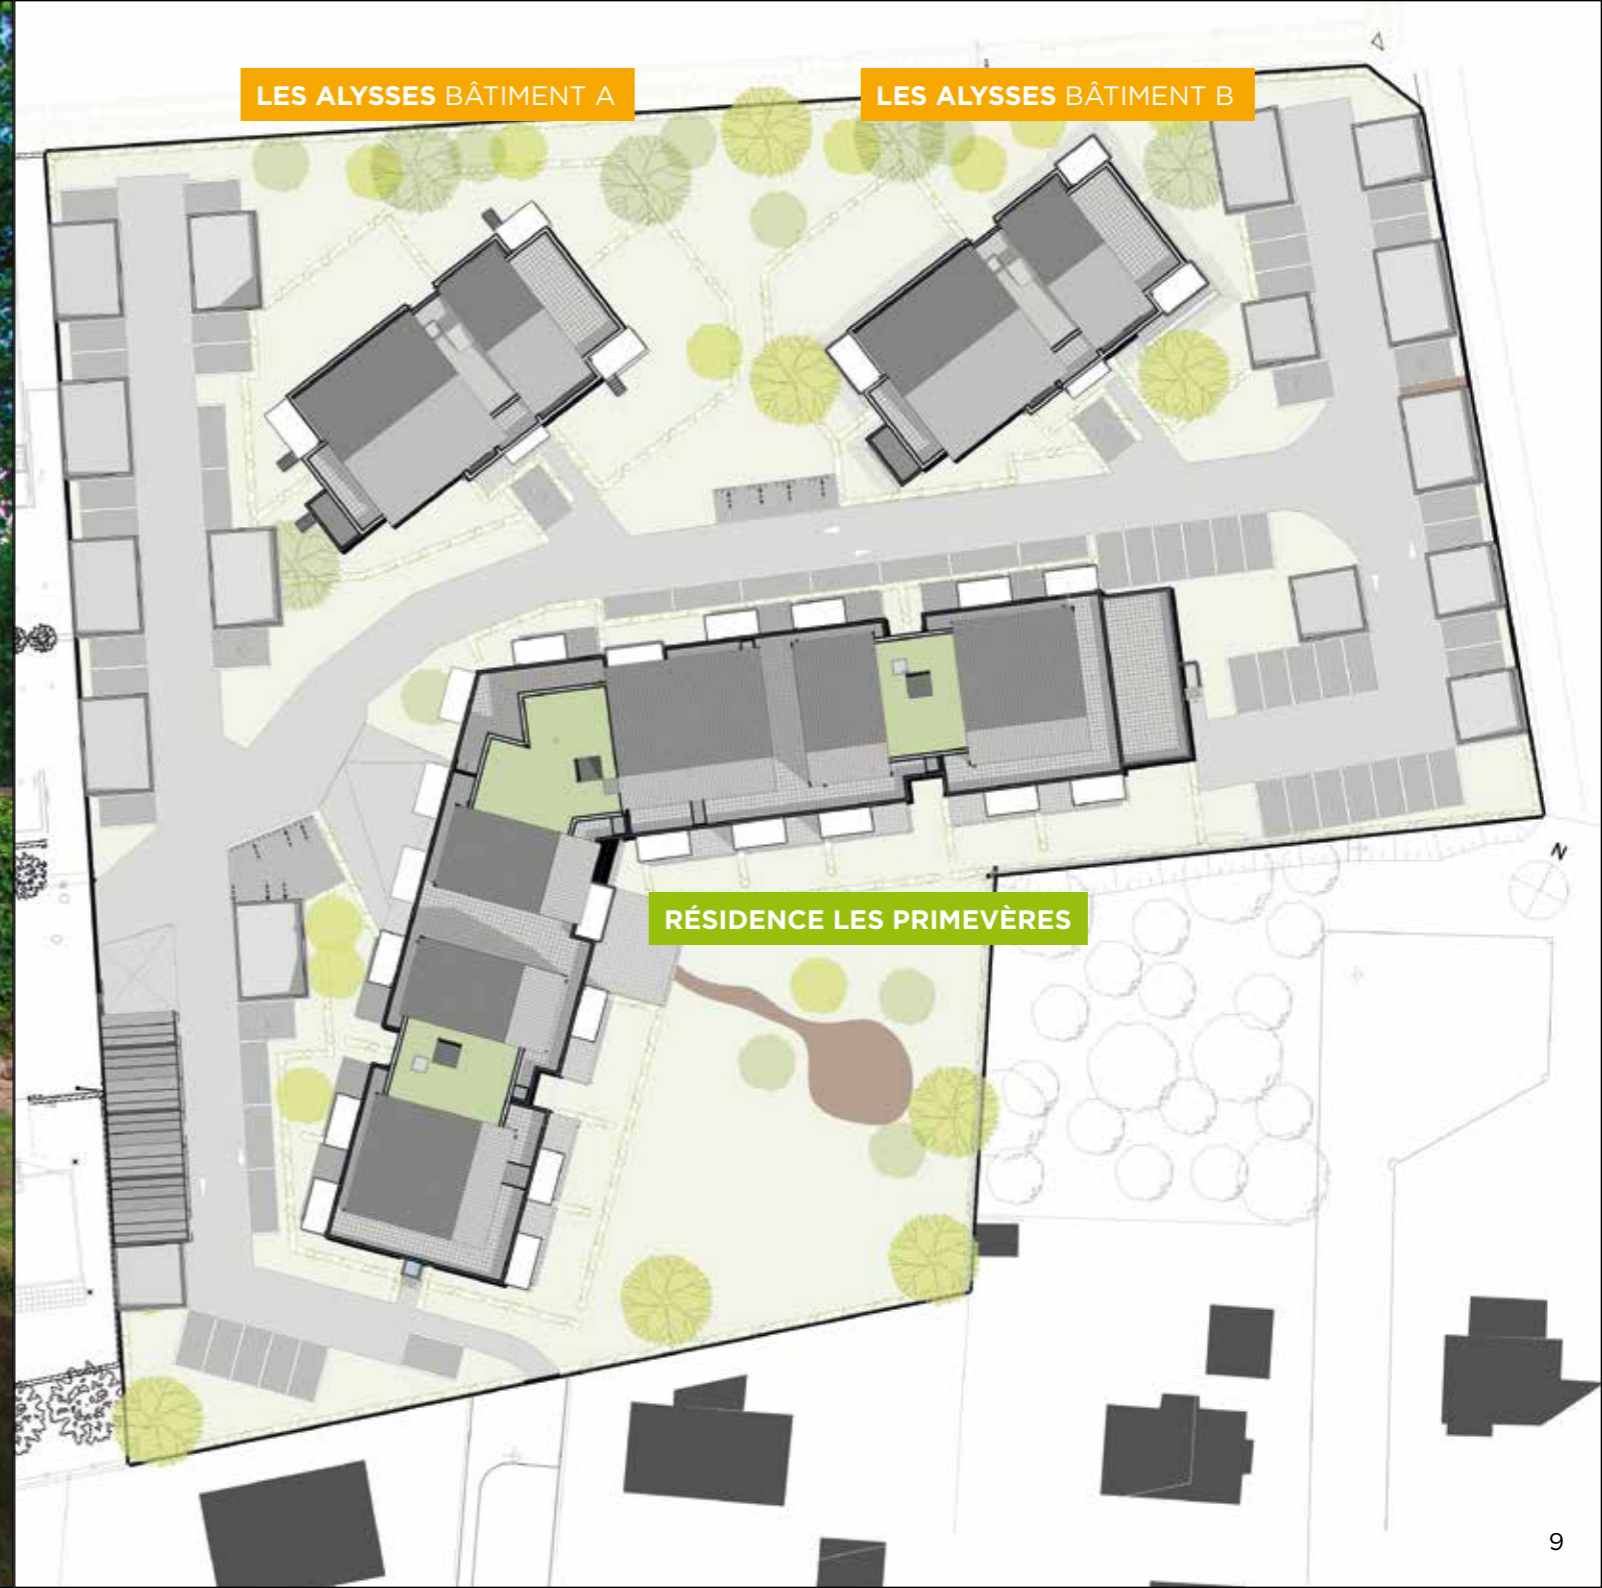 LES ALYSSES BÂTIMENT A
LES ALYSSES BÂTIMENT B
RÉSIDENCE LES PRIMEVÈRES
N
9